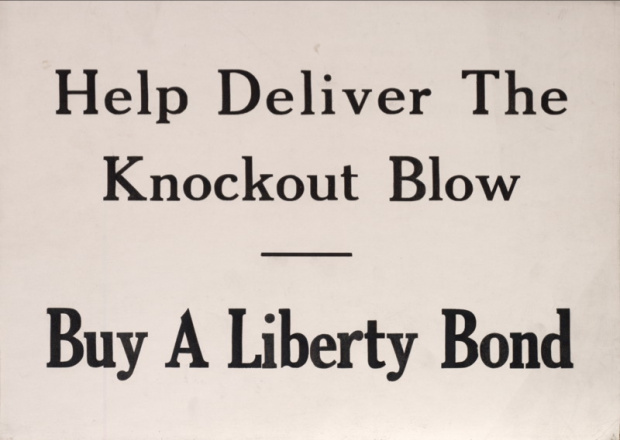 Help Deliver The
Knockout Blow
Buy A Liberty Bond